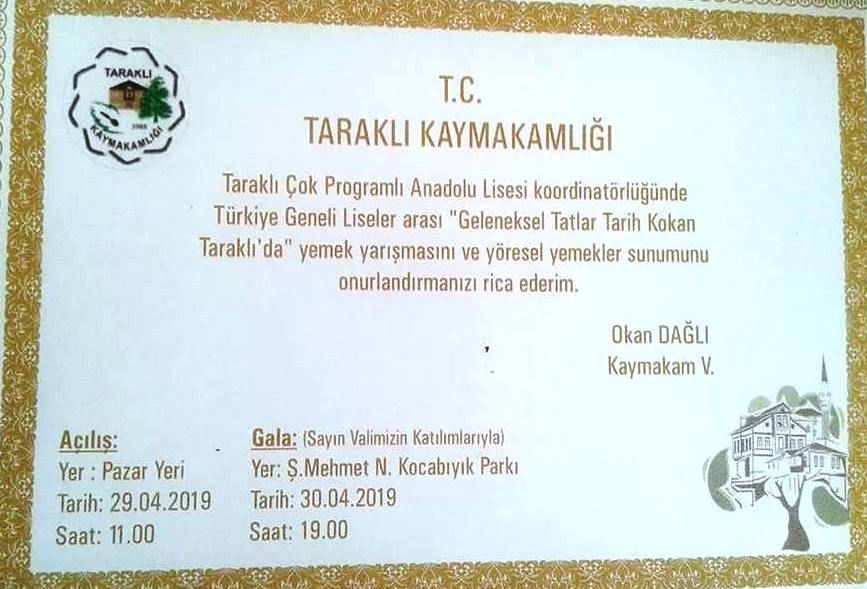 TARAKLI
1988
KAYMAKAMLIĞI
T.C.
TARAKLI KAYMAKAMLIĞI
Taraklı Çok Programlı Anadolu Lisesi koordinatörlüğünde
Türkiye Geneli Liseler arası "Geleneksel Tatlar Tarih Kokan
Taraklı'da" yemek yarışmasını ve yöresel yemekler sunumunu
onurlandırmanızı rica ederim.
Okan DAĞLI
Kaymakam V.
Açılış:
Yer : Pazar Yeri
Tarih: 29.04.2019
Saat: 11.00
Gala: (Sayın Valimizin Katılımlarıyla)
Yer: Ş.Mehmet N. Kocabıyık Parkı
Tarih: 30.04.2019
Saat: 19.00